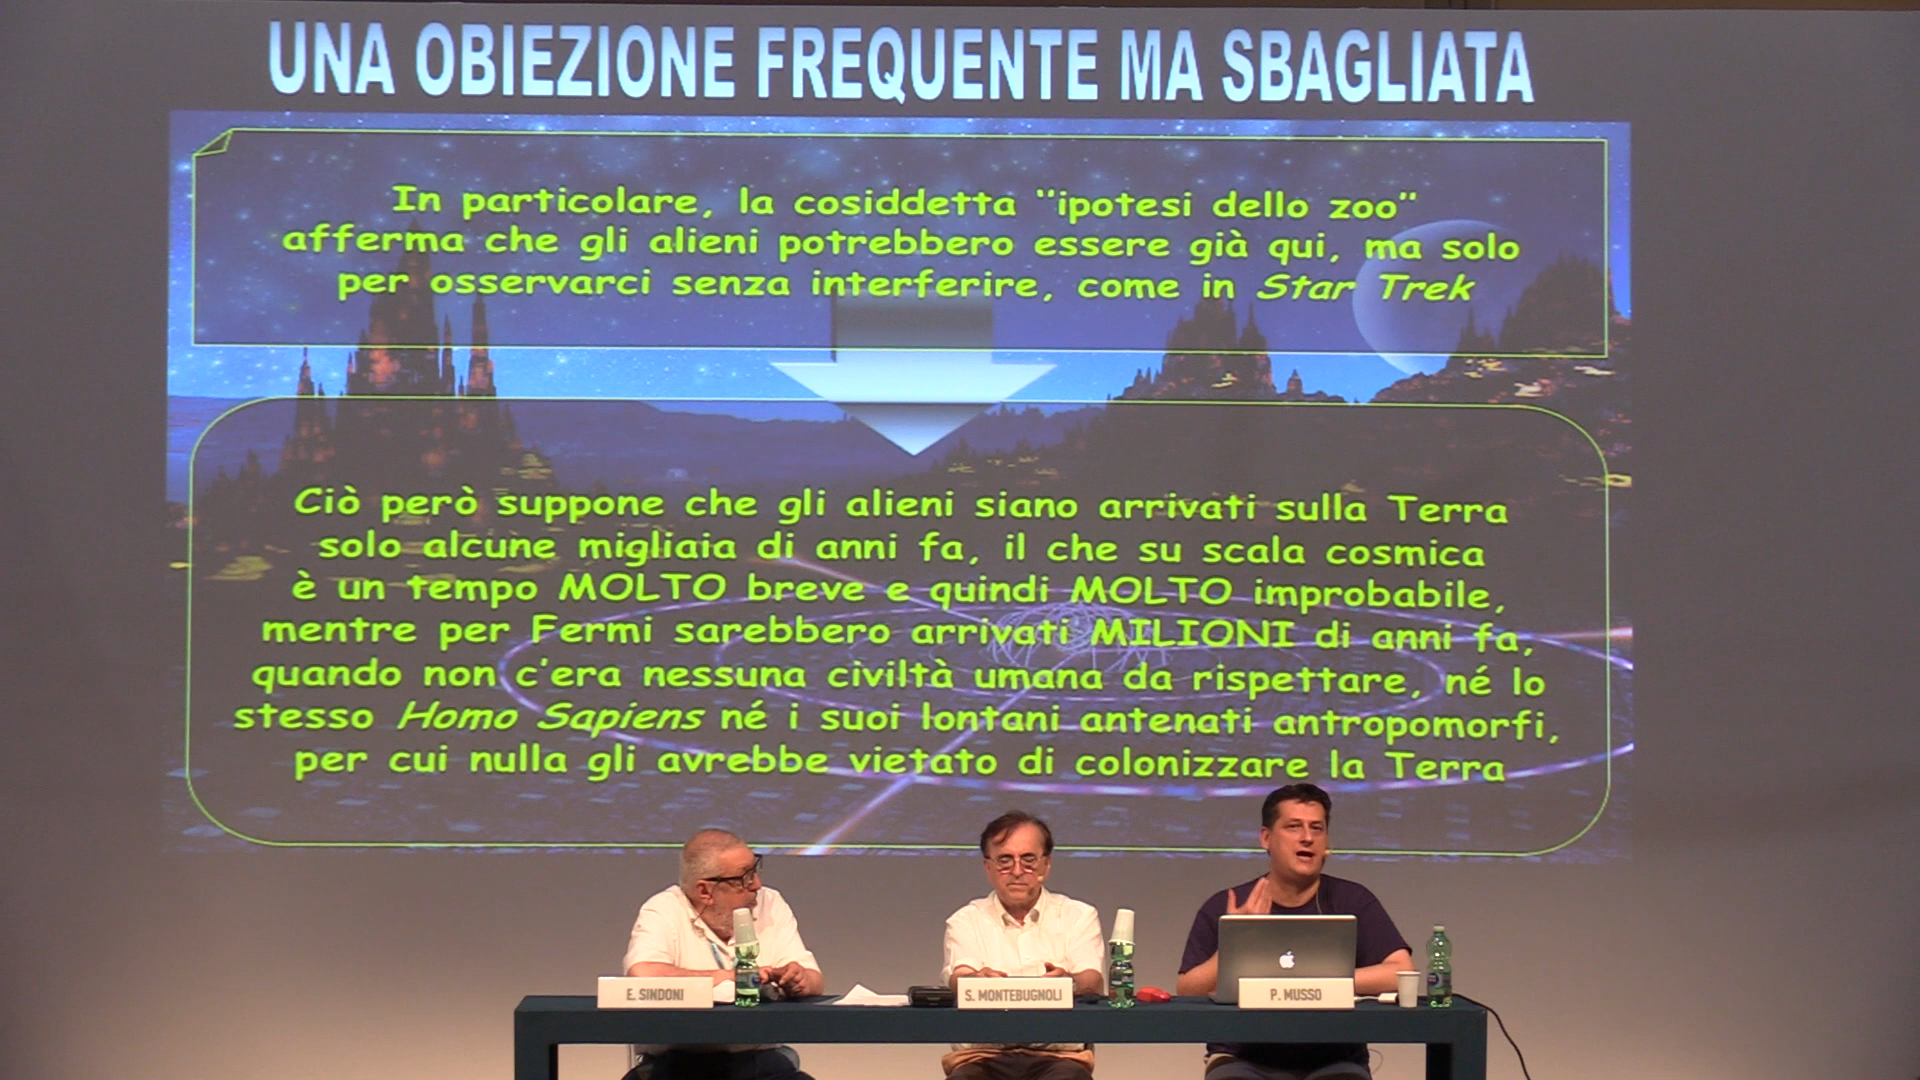 UNA OBIEZIONE FREQUENTE MA SBAGLIATA
In particolare, la cosiddetta “ipotesi dello zoo”
afferma che gli alieni potrebbero essere già qui, ma solo
per osservarci senza interferire, come in Star Trek
Ciò però suppone che gli alieni siano arrivati sulla Terra
solo alcune migliaia di anni fa, il che su scala cosmica
è un tempo MOLTO breve e quindi MOLTO improbabile,
mentre per Fermi sarebbero arrivati MILIONI di anni fa,
quando non c’era nessuna civiltà umana da rispettare, né lo
stesso Homo Sapiens né i suoi lontani antenati antropomorfi,
per cui nulla gli avrebbe vietato di colonizzare la Terra
E. SINDONI
S. MONTEBUGNOLI
P. MUSSO